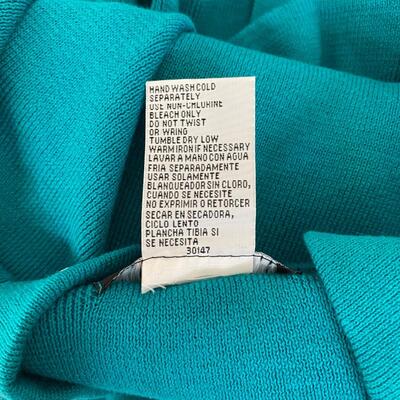 HAND WASH COLD
SEPARATELY
USE NON-CHLORINE
BLEACH ONLY
DO NOT TWIST
OR WRING
TUMBLE DRY LOW
WARM IRON IF NECESSARY
LAVAR A MANO CON AGUA
FRIA SEPARADAMENTE
USAR SOLAMENTE
BLANQUEADOR SIN CLORO,
CUANDO SE NECESITE
NO EXPRIMIR O RETORCER
SECAR EN SECADORA,
CICLO LENTO
PLANCHA TIBIA SI
SE NECESITA
30147